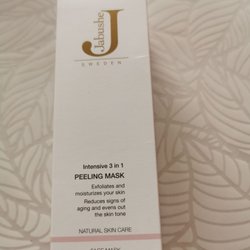 Jabushe
SWEDEN
Intensive 3 in 1
PEELING MASK
Exfoliates and
moisturizes your skin
Reduces signs of
aging and evens out
the skin tone
NATURAL SKIN CARE